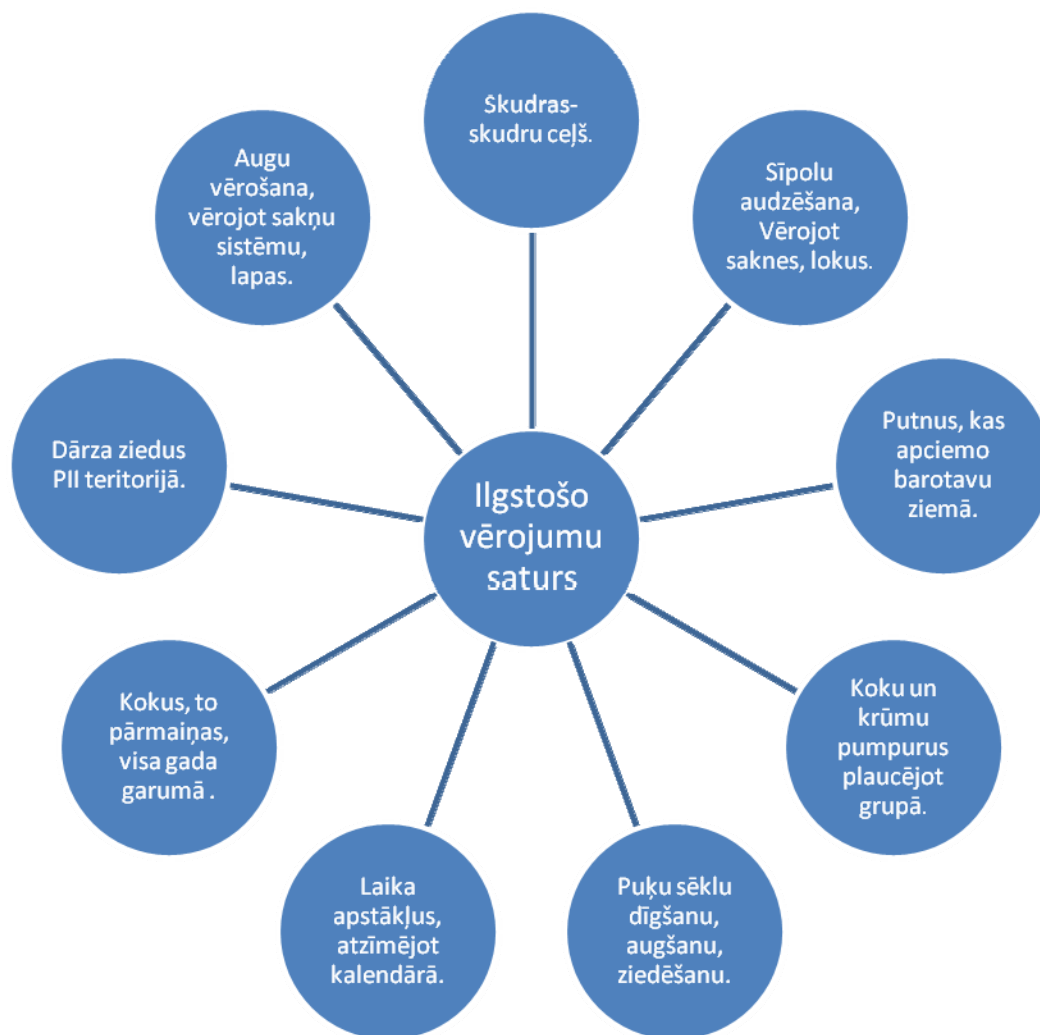 Skudras-
skudru ceļš.
Sīpolu
audzēšana,
Vērojot
saknes, lokus.
Putnus, kas
apciemo
barotavu
ziemā.
Koku un
krūmu
pumpurus
plaucējot
grupā.
Puķu sēklu
dīgšanu,
augšanu,
ziedēšanu.
Laika
apstākļus,
atzīmējot
kalendārā.
Kokus, to
pārmaiņas,
visa gada
garumā .
Dārza ziedus
PII teritorijā.
Augu
vērošana,
vērojot sakņu
sistēmu,
lapas.
Ilgstošo
vērojumu
saturs